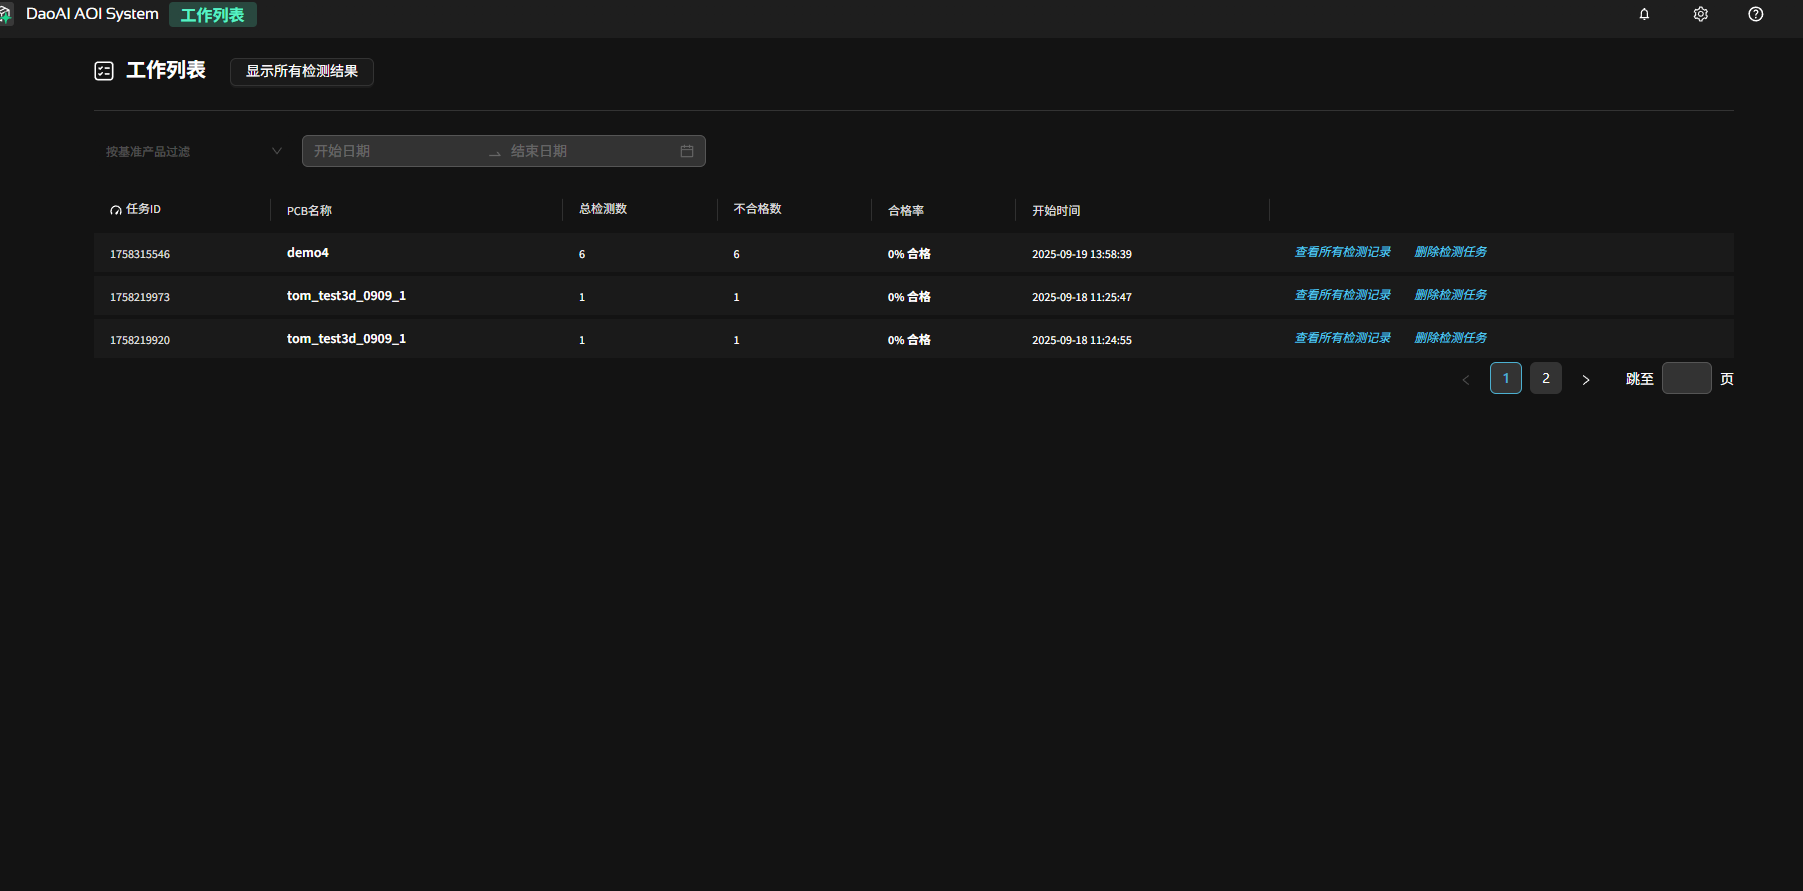 DaoAI AOI System 工作列表
工作列表 显示所有检测结果
按基准产品过滤 开始日期 结束日期
任务ID PCB名称 总检测数 不合格数 合格率 开始时间
1758315546 demo4 6 6 0% 合格 2025-09-19 13:58:39 查看所有检测记录 删除检测任务
1758219973 tom_test3d_0909_1 1 1 0% 合格 2025-09-18 11:25:47 查看所有检测记录 删除检测任务
1758219920 tom_test3d_0909_1 1 1 0% 合格 2025-09-18 11:24:55 查看所有检测记录 删除检测任务
1 2 跳至 页